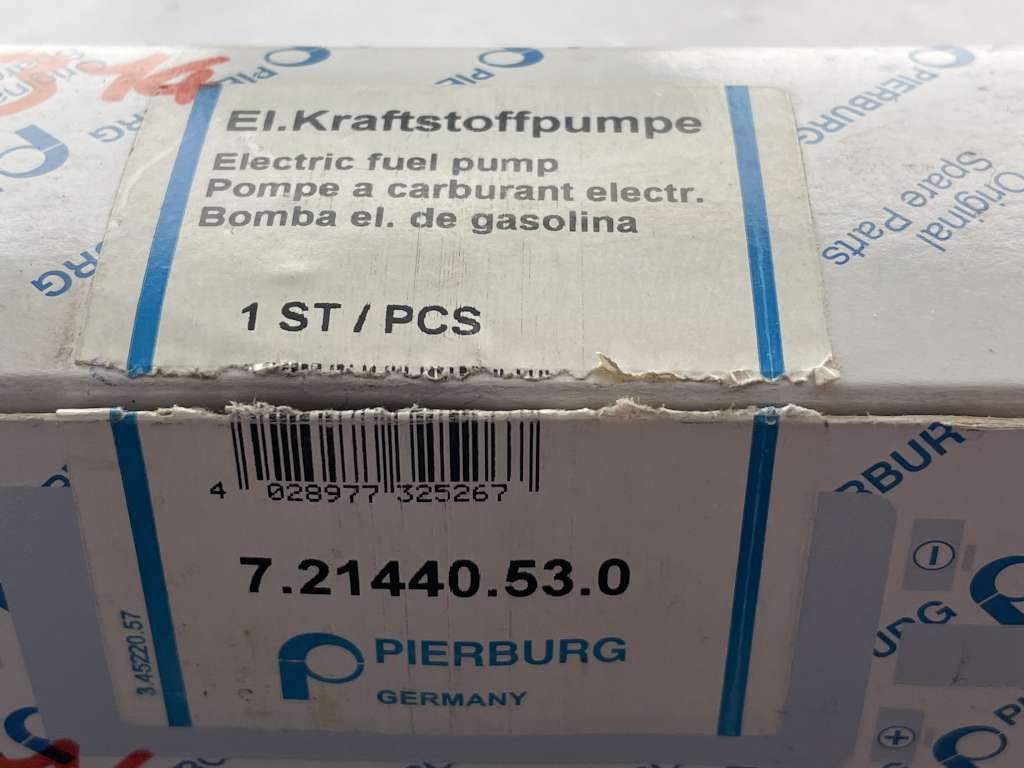 PIERBURG
Original
Spare Parts
El.Kraftstoffpumpe
Electric fuel pump
Pompe a carburant electr.
Bomba el. de gasolina
1 ST / PCS
4 028977 325267
7.21440.53.0
PIERBURG
GERMANY
3.45220.57